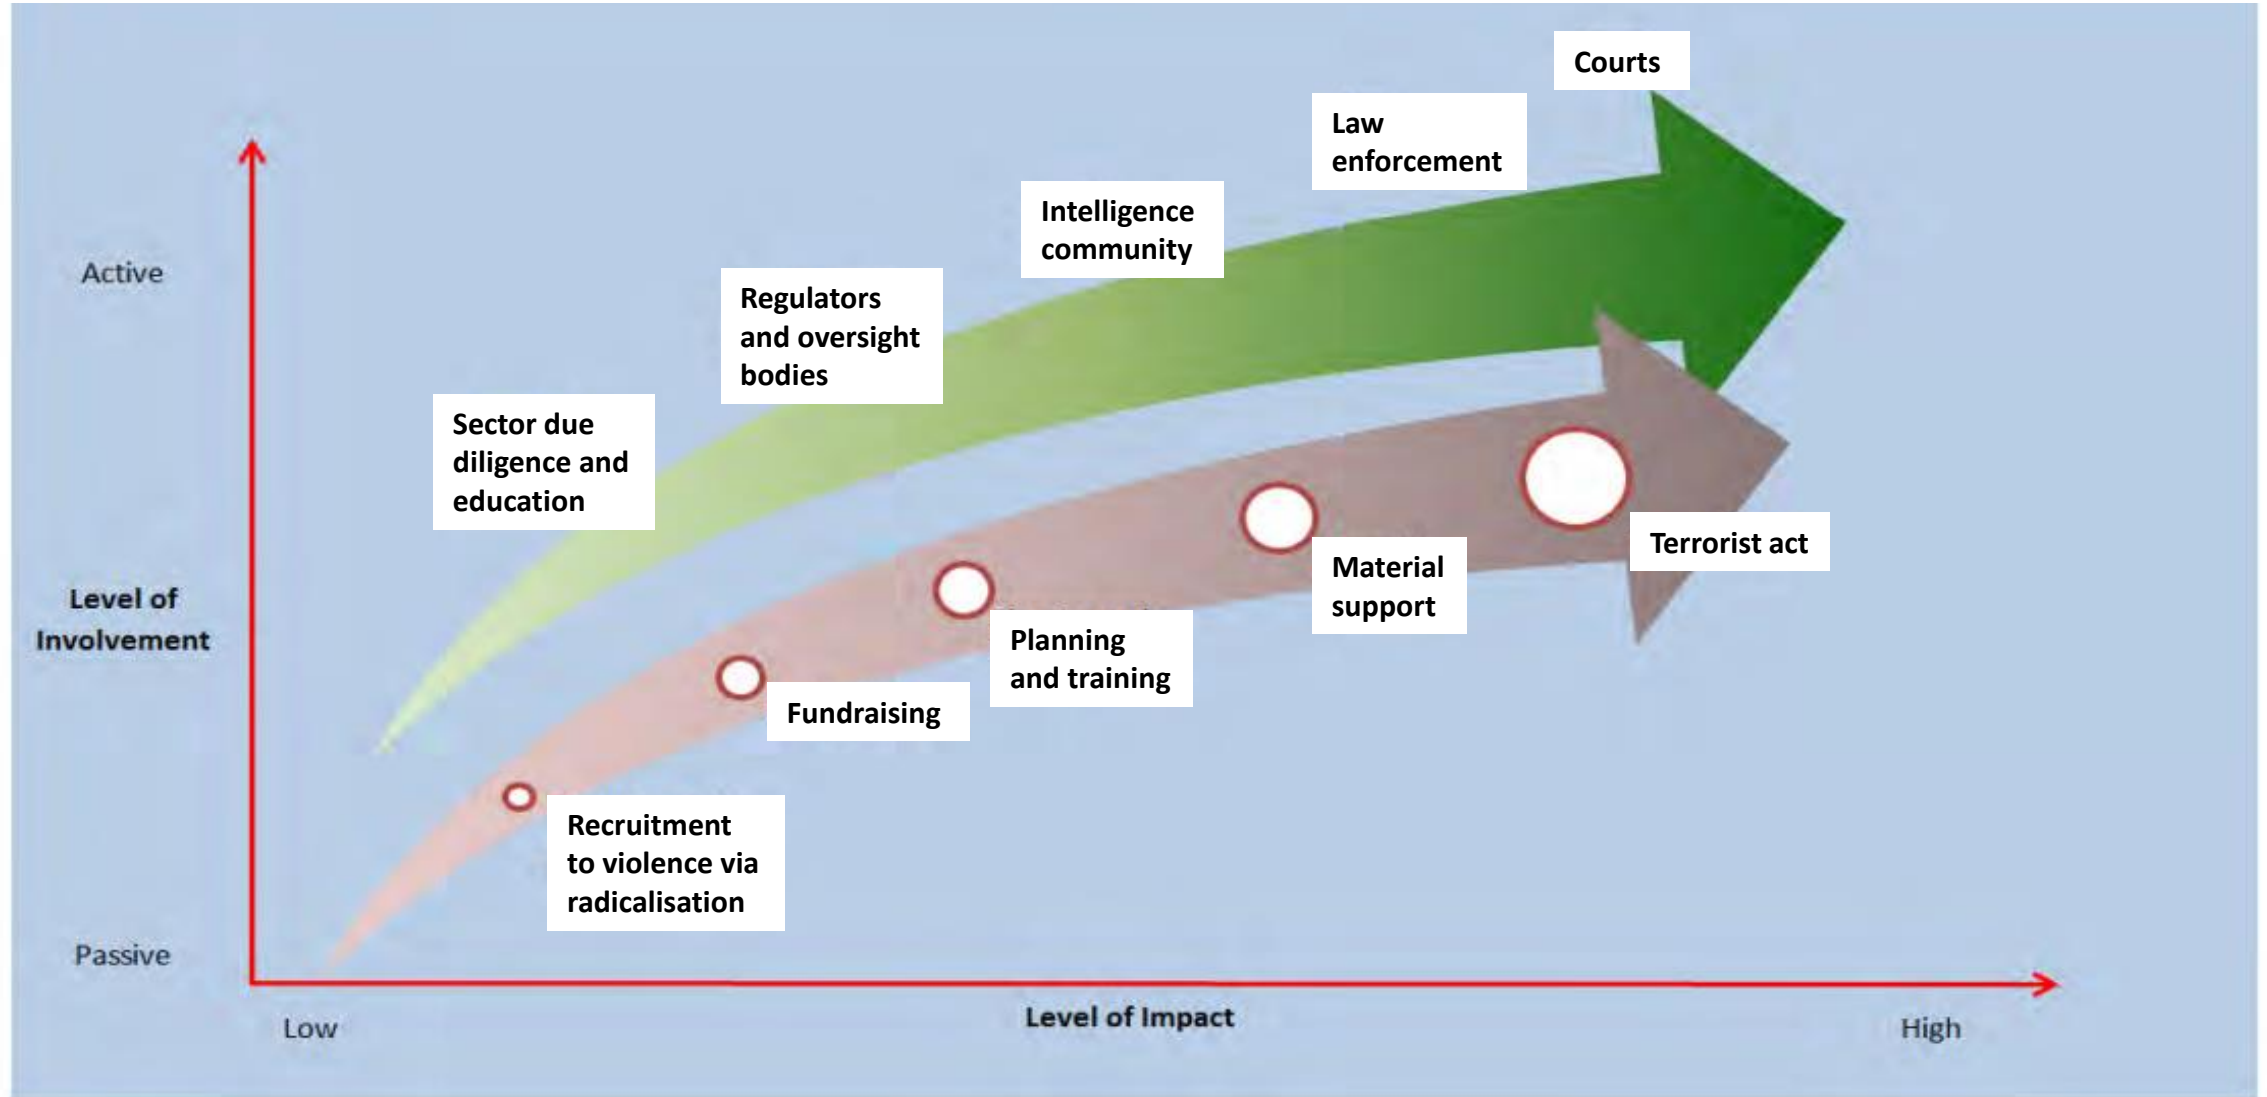 Courts
Law
enforcement
Intelligence
community
Active
Regulators
and oversight
bodies
Sector due
diligence and
education
Terrorist act
Material
support
Level of
Involvement
Planning
and training
Fundraising
Recruitment
to violence via
radicalisation
Passive
Low
Level of Impact
High